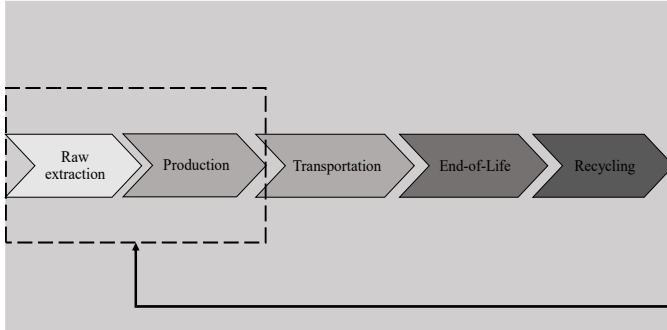 Raw
extraction
Production
Transportation
End-of-Life
Recycling